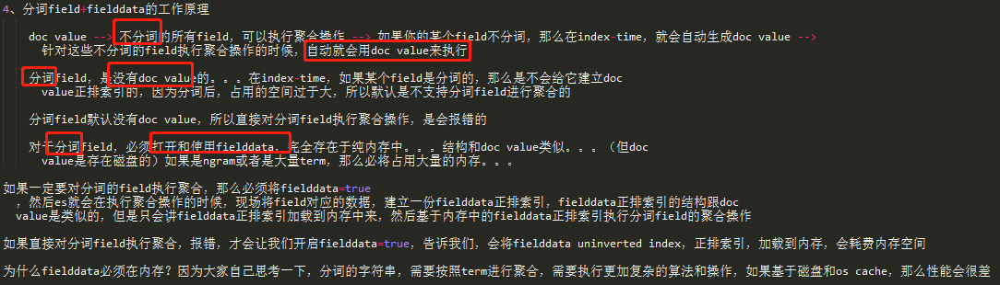 4、分词field+fielddata的工作原理
doc value --> 不分词的所有field，可以执行聚合操作 --> 如果你的某个field不分词，那么在index-time，就会自动生成doc value -->
针对这些不分词的field执行聚合操作的时候，自动就会用doc value来执行
分词field，是没有doc value的。。。在index-time，如果某个field是分词的，那么是不会给它建立doc
value正排索引的，因为分词后，占用的空间过于大，所以默认是不支持分词field进行聚合的
分词field默认没有doc value，所以直接对分词field执行聚合操作，是会报错的
对于分词field，必须打开和使用fielddata，完全存在于纯内存中。。。结构和doc value类似。。。（但doc
value是存在磁盘的）如果是ngram或者是大量term，那么必将占用大量的内存。。。
如果一定要对分词的field执行聚合，那么必须将fielddata=true
，然后es就会在执行聚合操作的时候，现场将field对应的数据，建立一份fielddata正排索引，fielddata正排索引的结构跟doc
value是类似的，但是只会讲fielddata正排索引加载到内存中来，然后基于内存中的fielddata正排索引执行分词field的聚合操作
如果直接对分词field执行聚合，报错，才会让我们开启fielddata=true，告诉我们，会将fielddata uninverted index，正排索引，加载到内存，会耗费内存空间
为什么fielddata必须在内存？因为大家自己思考一下，分词的字符串，需要按照term进行聚合，需要执行更加复杂的算法和操作，如果基于磁盘和os cache，那么性能会很差